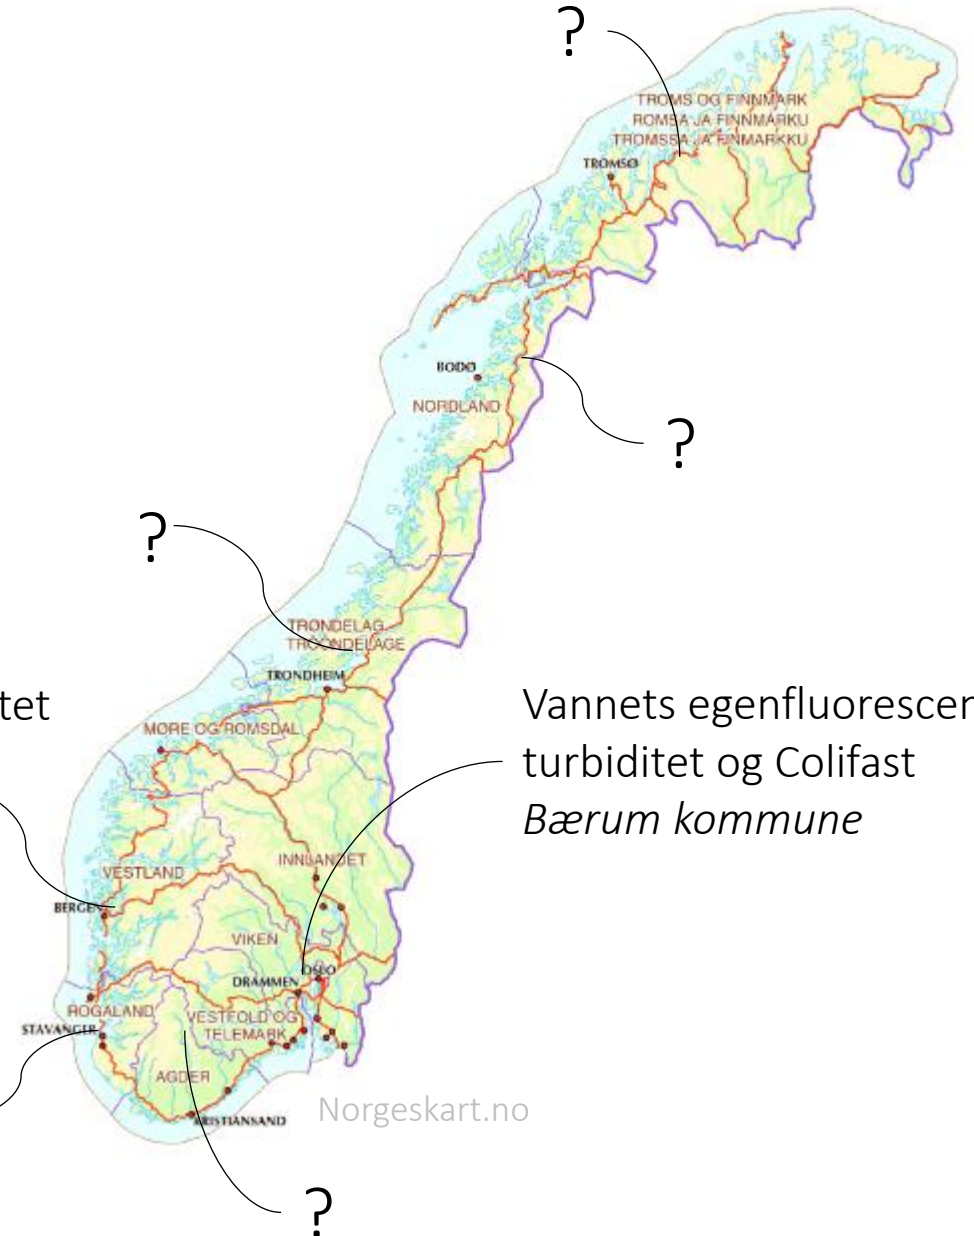 ?
TROMS OG FINNMARK
ROMSA JA FINNMÁRKU
TROMSSA JA FINMARKKU
TROMSØ
BODØ
NORDLAND
?
?
TRØNDELAG
TRÖÖNDELAGE
TRONDHEIM
tet
MØRE OG ROMSDAL
Vannets egenfluorescen
turbiditet og Colifast
Bærum kommune
INNLANDET
VESTLAND
BERGEN
VIKEN
OSLO
DRAMMEN
ROGALAND
VESTFOLD OG
TELEMARK
STAVANGER
AGDER
KRISTIANSAND
Norgeskart.no
?